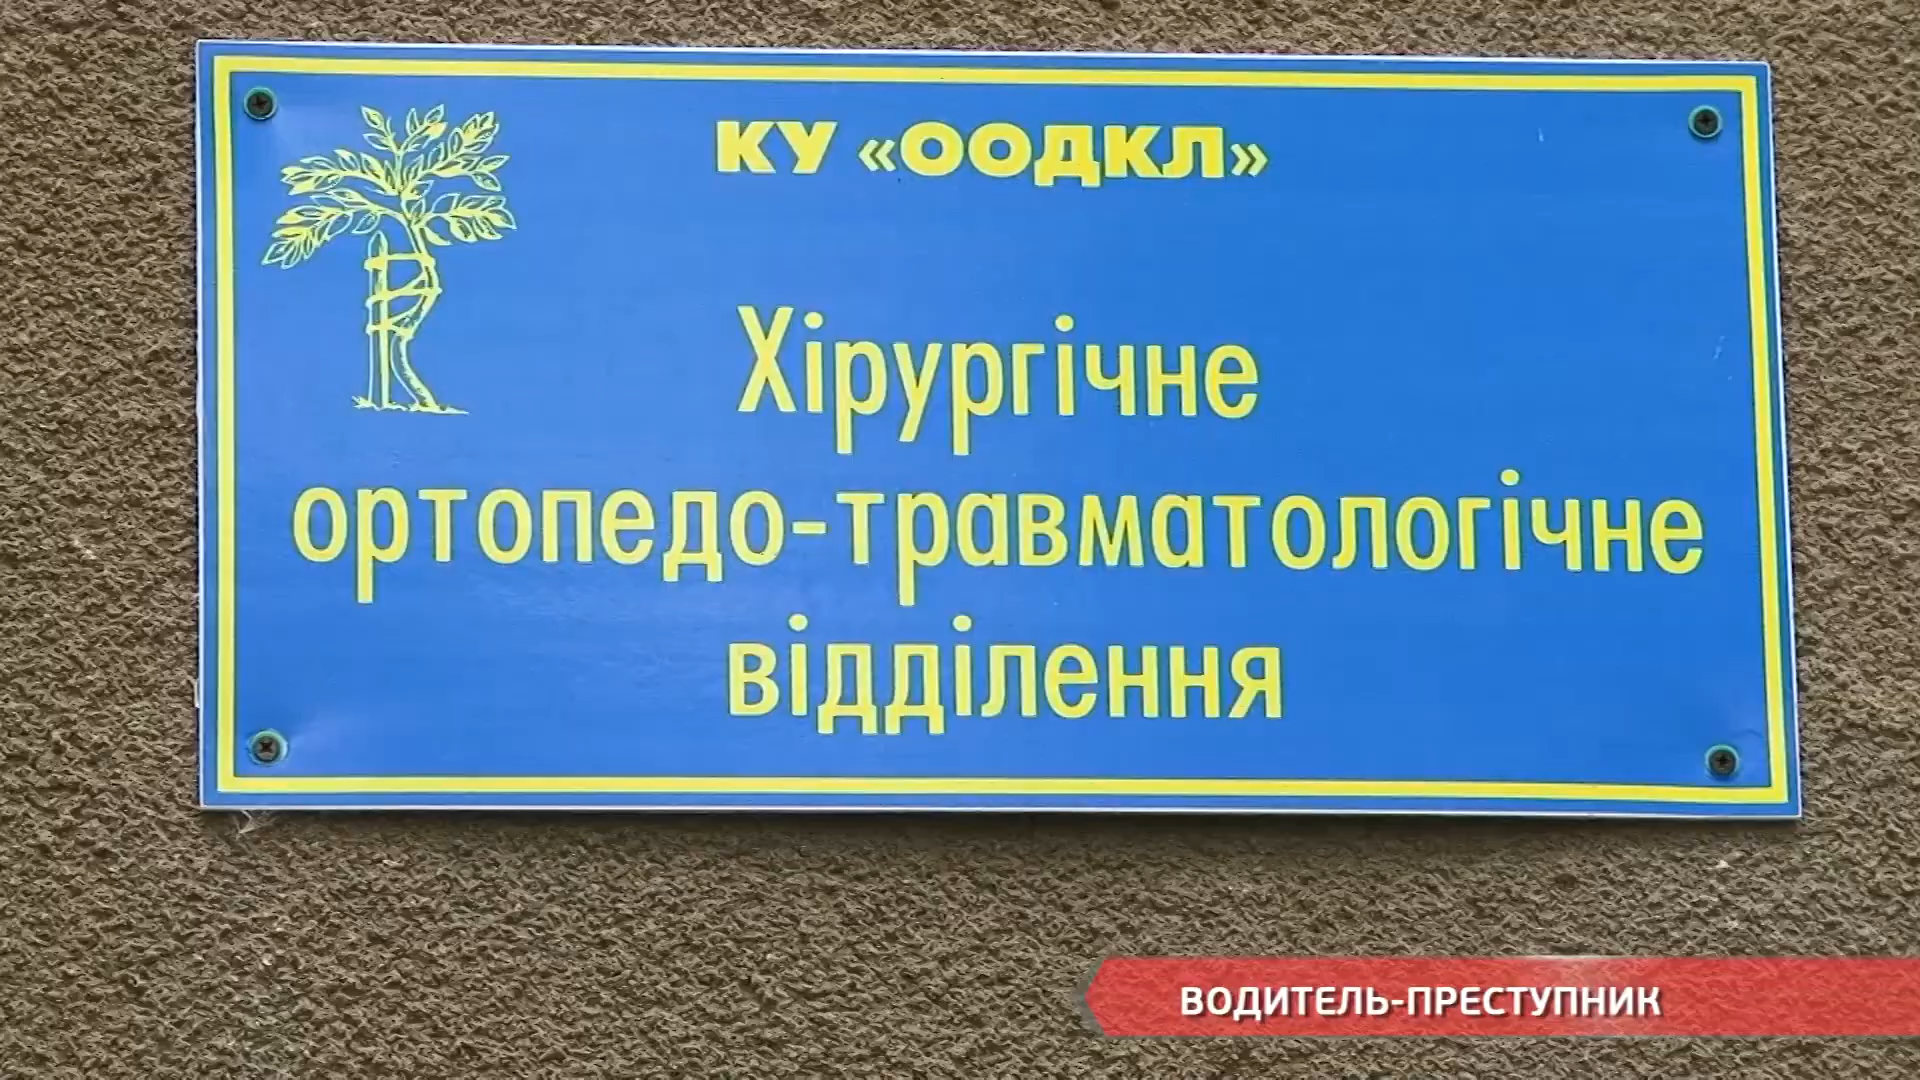 КУ «ООДКЛ»
Хірургічне
ортопедо-травматологічне
відділення
ВОДИТЕЛЬ-ПРЕСТУПНИК